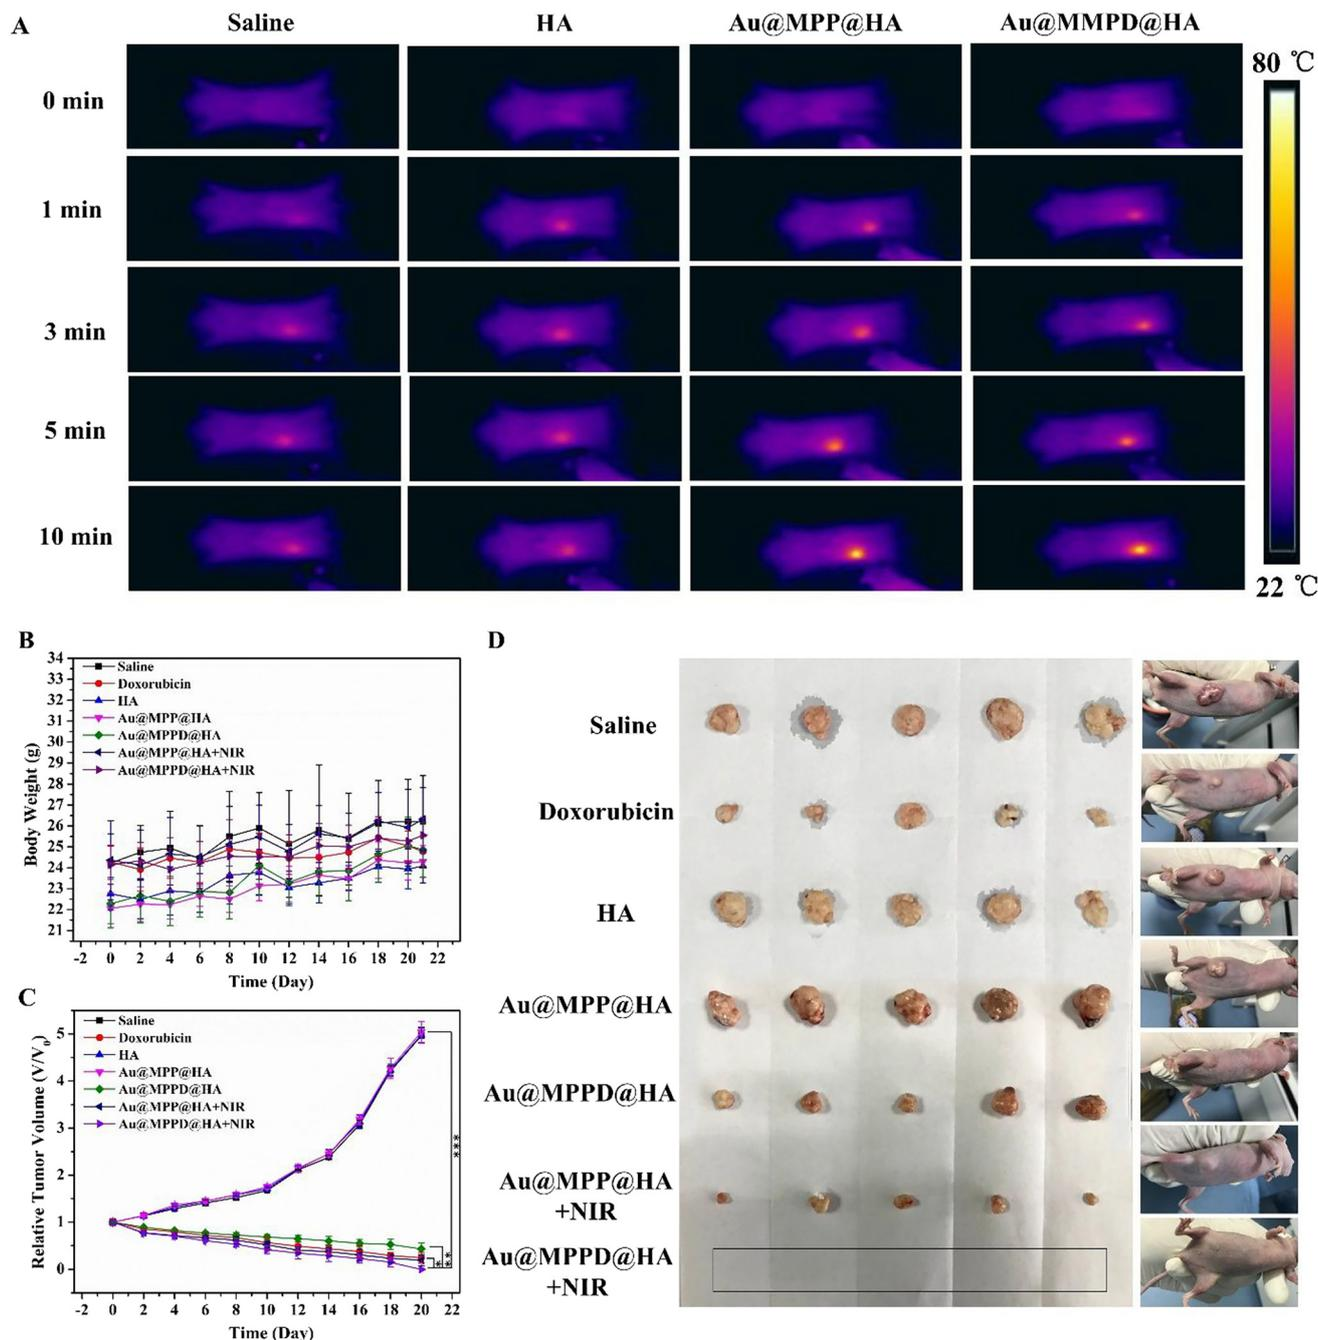 A
Saline
HA
Au@MPP@HA
Au@MMPD@HA
80 ℃
0 min
1 min
3 min
5 min
10 min
22 ℃
B
34
33
32
31
30
29
28
27
26
25
24
23
22
21
Body Weight (g)
Saline
Doxorubicin
HA
Au@MPP@HA
Au@MPPD@HA
Au@MPP@HA+NIR
Au@MPPD@HA+NIR
-2 0 2 4 6 8 10 12 14 16 18 20 22
Time (Day)
C
5
4
3
2
1
0
Relative Tumor Volume (V/V0)
Saline
Doxorubicin
HA
Au@MPP@HA
Au@MPPD@HA
Au@MPP@HA+NIR
Au@MPPD@HA+NIR
***
*
**
-2 0 2 4 6 8 10 12 14 16 18 20 22
Time (Day)
D
Saline
Doxorubicin
HA
Au@MPP@HA
Au@MPPD@HA
Au@MPP@HA
+NIR
Au@MPPD@HA
+NIR